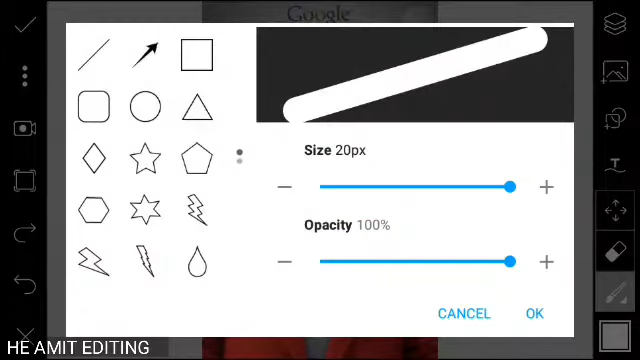 Google
Size 20px
Opacity 100%
CANCEL OK
HE AMIT EDITING